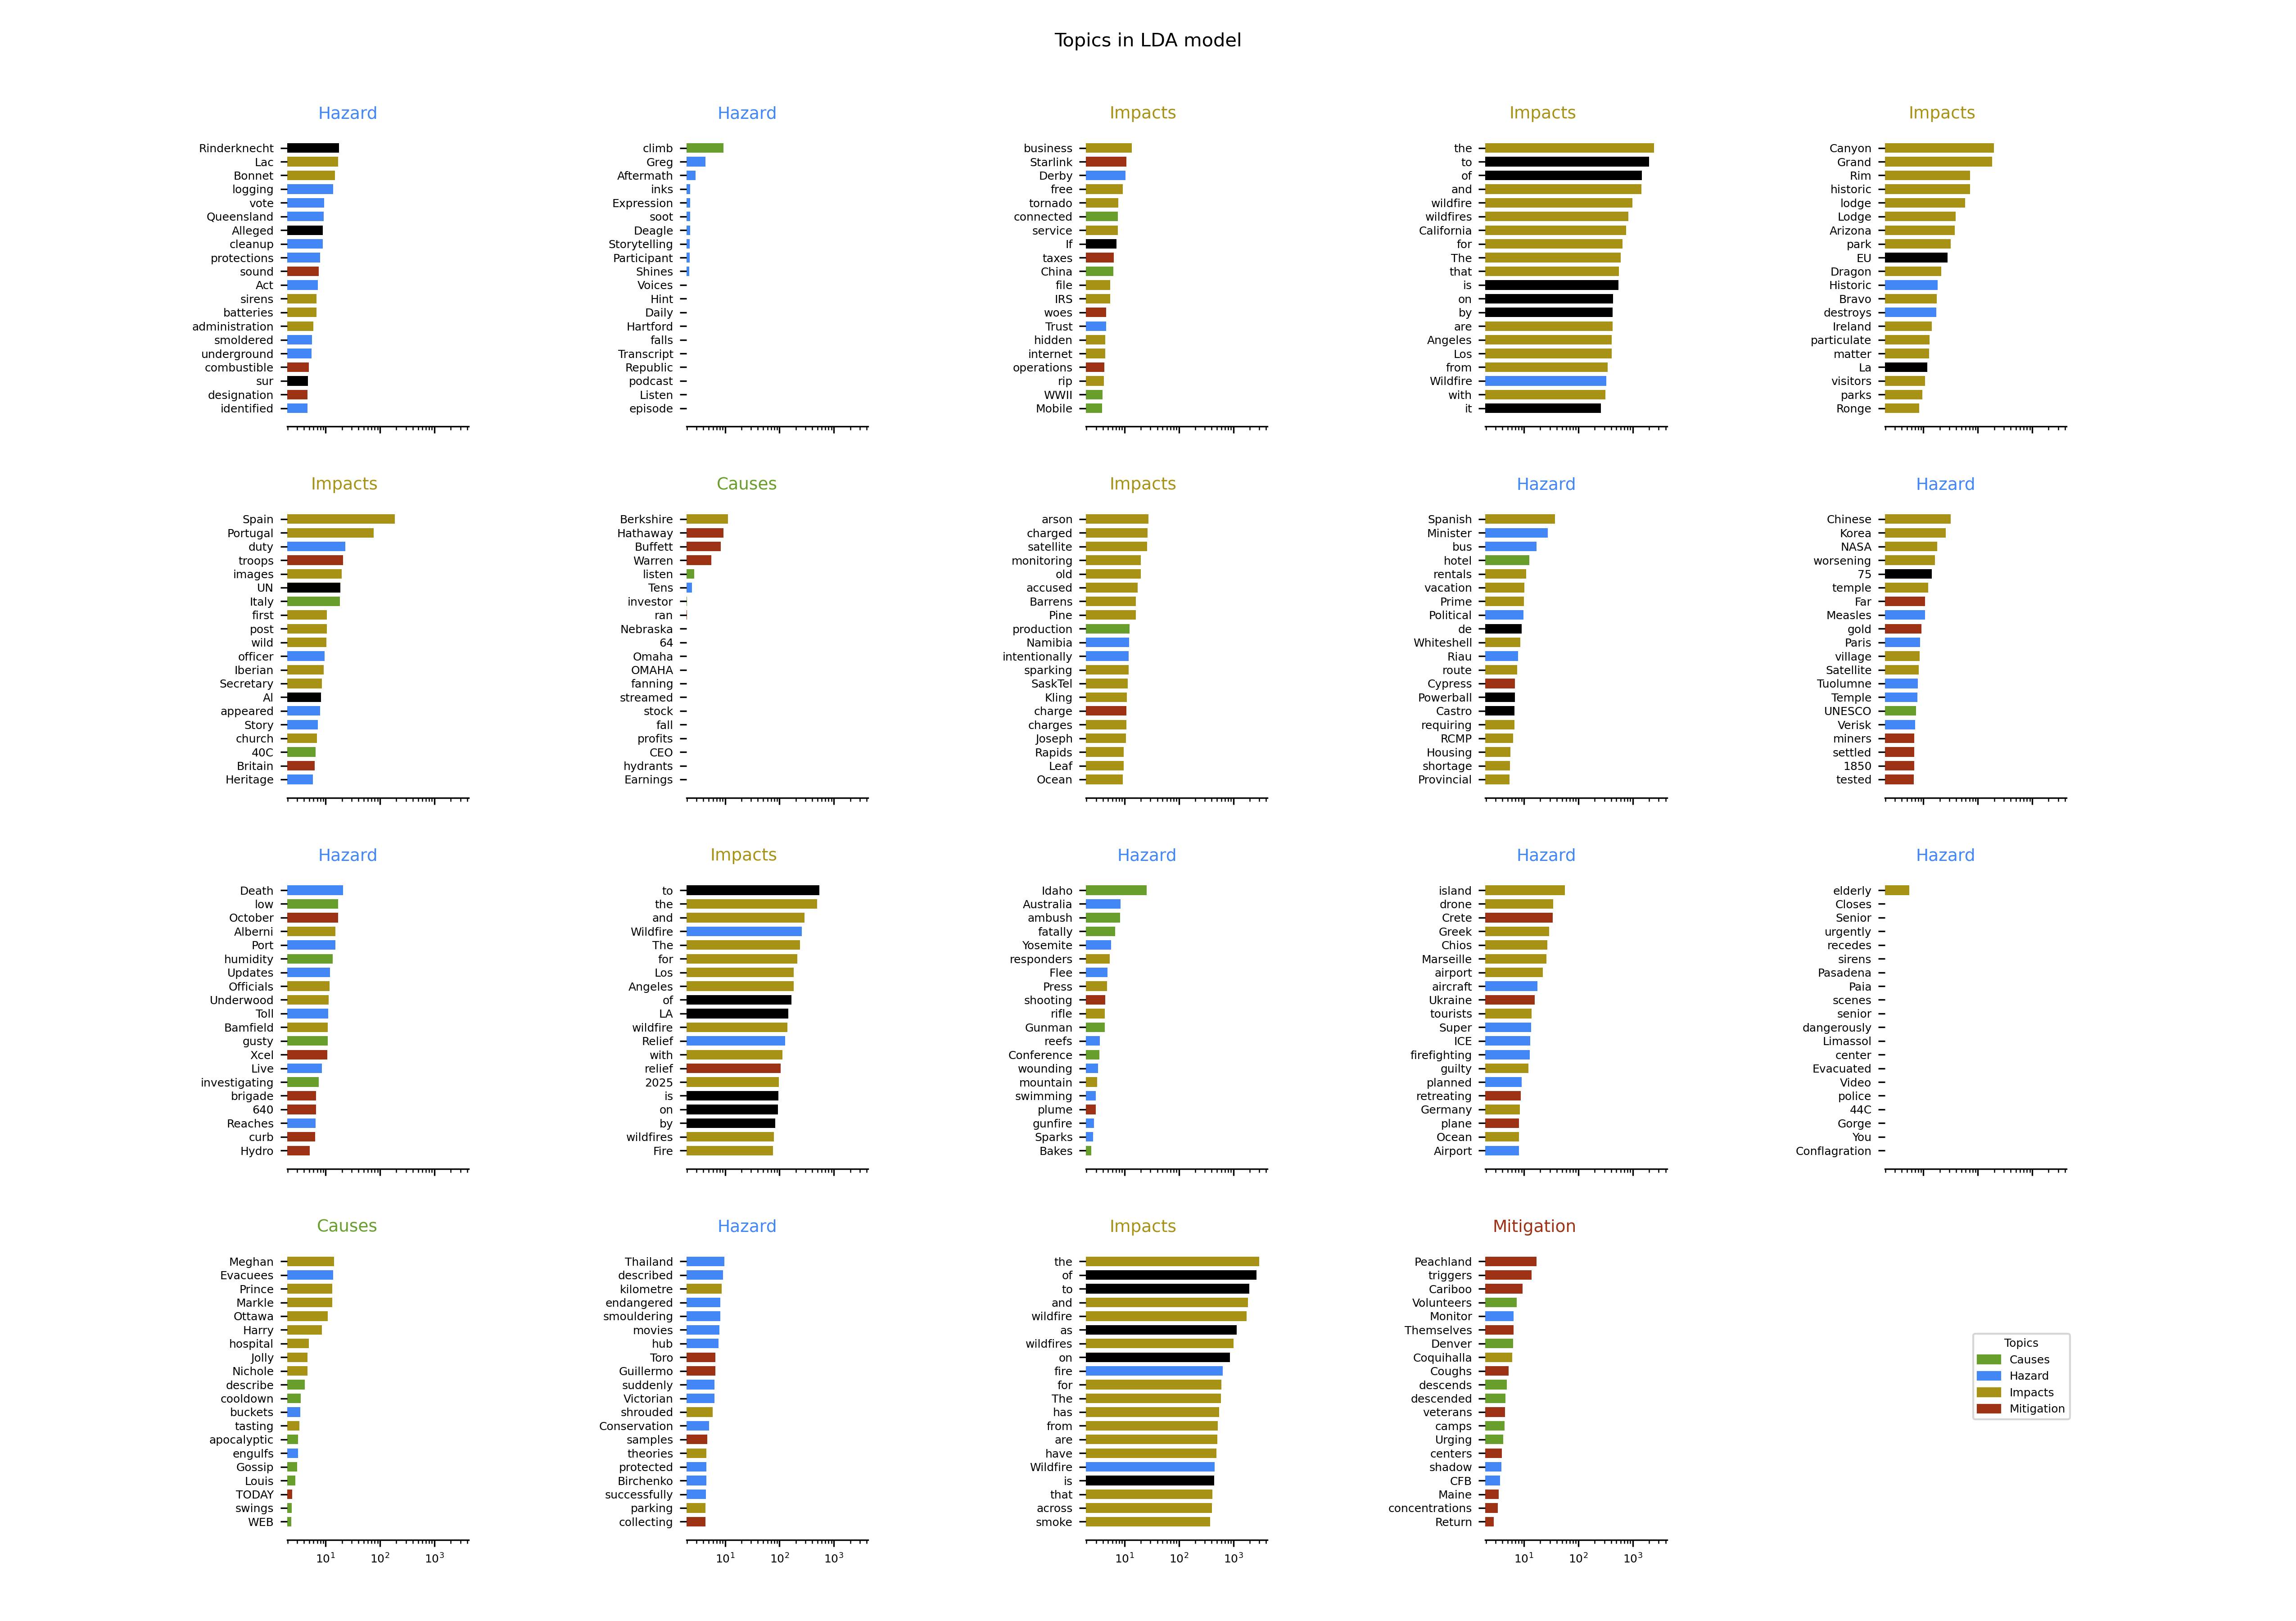 Topics in LDA model
Hazard
Rinderknecht
Lac
Bonnet
logging
vote
Queensland
Alleged
cleanup
protections
sound
Act
sirens
batteries
administration
smoldered
underground
combustible
sur
designation
identified
Hazard
climb
Greg
Aftermath
inks
Expression
soot
Deagle
Storytelling
Participant
Shines
Voices
Hint
Daily
Hartford
falls
Transcript
Republic
podcast
Listen
episode
Impacts
business
Starlink
Derby
free
tornado
connected
service
If
taxes
China
file
IRS
woes
Trust
hidden
internet
operations
rip
WWII
Mobile
Impacts
the
to
of
and
wildfire
wildfires
California
for
The
that
is
on
by
are
Angeles
Los
from
Wildfire
with
it
Impacts
Canyon
Grand
Rim
historic
lodge
Lodge
Arizona
park
EU
Dragon
Historic
Bravo
destroys
Ireland
particulate
matter
La
visitors
parks
Ronge
Impacts
Spain
Portugal
duty
troops
images
UN
Italy
first
post
wild
officer
Iberian
Secretary
Al
appeared
Story
church
40C
Britain
Heritage
Causes
Berkshire
Hathaway
Buffett
Warren
listen
Tens
investor
ran
Nebraska
64
Omaha
OMAHA
fanning
streamed
stock
fall
profits
CEO
hydrants
Earnings
Impacts
arson
charged
satellite
monitoring
old
accused
Barrens
Pine
production
Namibia
intentionally
sparking
SaskTel
Kling
charge
charges
Joseph
Rapids
Leaf
Ocean
Hazard
Spanish
Minister
bus
hotel
rentals
vacation
Prime
Political
de
Whiteshell
Riau
route
Cypress
Powerball
Castro
requiring
RCMP
Housing
shortage
Provincial
Hazard
Chinese
Korea
NASA
worsening
75
temple
Far
Measles
gold
Paris
village
Satellite
Tuolumne
Temple
UNESCO
Verisk
miners
settled
1850
tested
Hazard
Death
low
October
Alberni
Port
humidity
Updates
Officials
Underwood
Toll
Bamfield
gusty
Xcel
Live
investigating
brigade
640
Reaches
curb
Hydro
Impacts
to
the
and
Wildfire
The
for
Los
Angeles
of
LA
wildfire
Relief
with
relief
2025
is
on
by
wildfires
Fire
Hazard
Idaho
Australia
ambush
fatally
Yosemite
responders
Flee
Press
shooting
rifle
Gunman
reefs
Conference
wounding
mountain
swimming
plume
gunfire
Sparks
Bakes
Hazard
island
drone
Crete
Greek
Chios
Marseille
airport
aircraft
Ukraine
tourists
Super
ICE
firefighting
guilty
planned
retreating
Germany
plane
Ocean
Airport
Hazard
elderly
Closes
Senior
urgently
recedes
sirens
Pasadena
Paia
scenes
senior
dangerously
Limassol
center
Evacuated
Video
police
44C
Gorge
You
Conflagration
Causes
Meghan
Evacuees
Prince
Markle
Ottawa
Harry
hospital
Jolly
Nichole
describe
cooldown
buckets
tasting
apocalyptic
engulfs
Gossip
Louis
TODAY
swings
WEB
10¹ 10² 10³
Hazard
Thailand
described
kilometre
endangered
smouldering
movies
hub
Toro
Guillermo
suddenly
Victorian
shrouded
Conservation
samples
theories
protected
Birchenko
successfully
parking
collecting
10¹ 10² 10³
Impacts
the
of
to
and
wildfire
as
wildfires
on
fire
for
The
has
from
are
have
Wildfire
is
that
across
smoke
10¹ 10² 10³
Mitigation
Peachland
triggers
Cariboo
Volunteers
Monitor
Themselves
Denver
Coquihalla
Coughs
descends
descended
veterans
camps
Urging
centers
shadow
CFB
Maine
concentrations
Return
10¹ 10² 10³
Topics
Causes
Hazard
Impacts
Mitigation